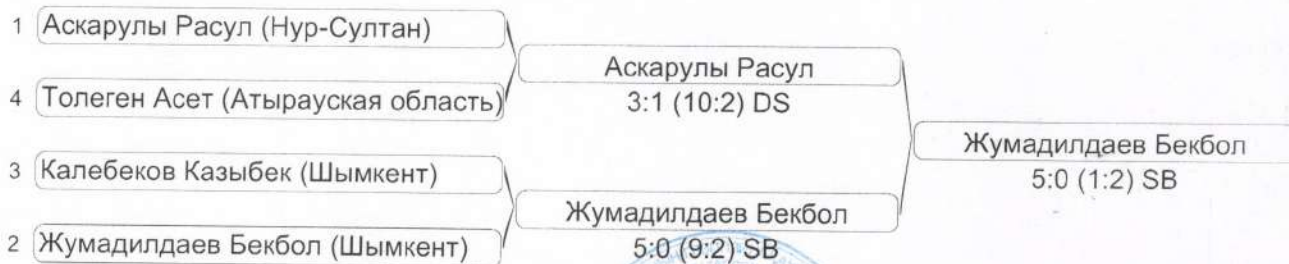 1 Аскарулы Расул (Нур-Султан)
4 Толеген Асет (Атырауская область)
3 Калебеков Казыбек (Шымкент)
2 Жумадилдаев Бекбол (Шымкент)
Аскарулы Расул
3:1 (10:2) DS
Жумадилдаев Бекбол
5:0 (9:2) SB
Жумадилдаев Бекбол
5:0 (1:2) SB